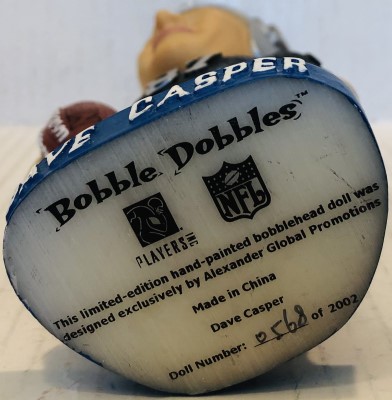 DAVE CASPER
Bobble Dobbles™
NFL
PLAYERS INC
This limited-edition hand-painted bobblehead doll was
designed exclusively by Alexander Global Promotions
Made in China
Dave Casper
Doll Number: 0568 of 2002